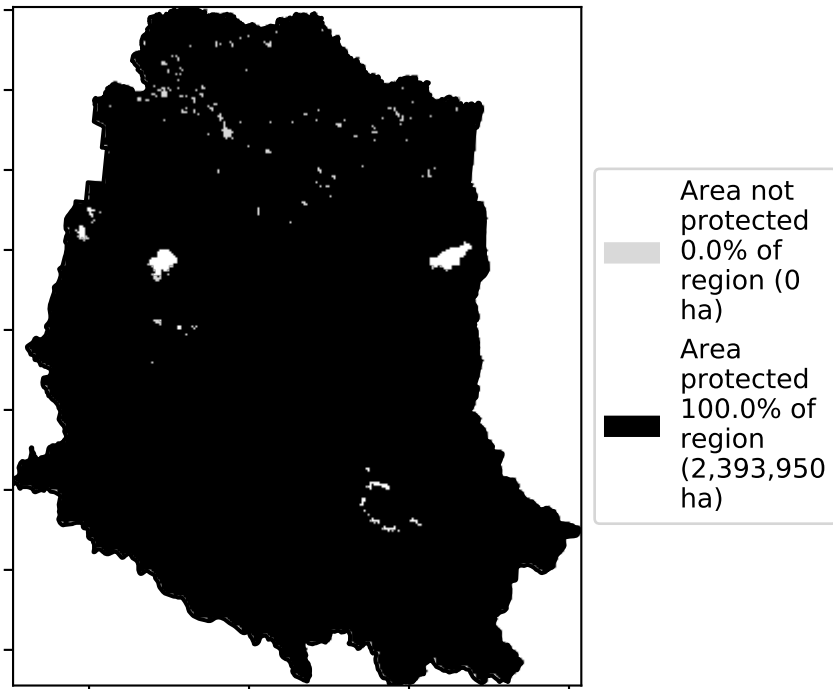 Area not
protected
0.0% of
region (0
ha)
Area
protected
100.0% of
region
(2,393,950
ha)